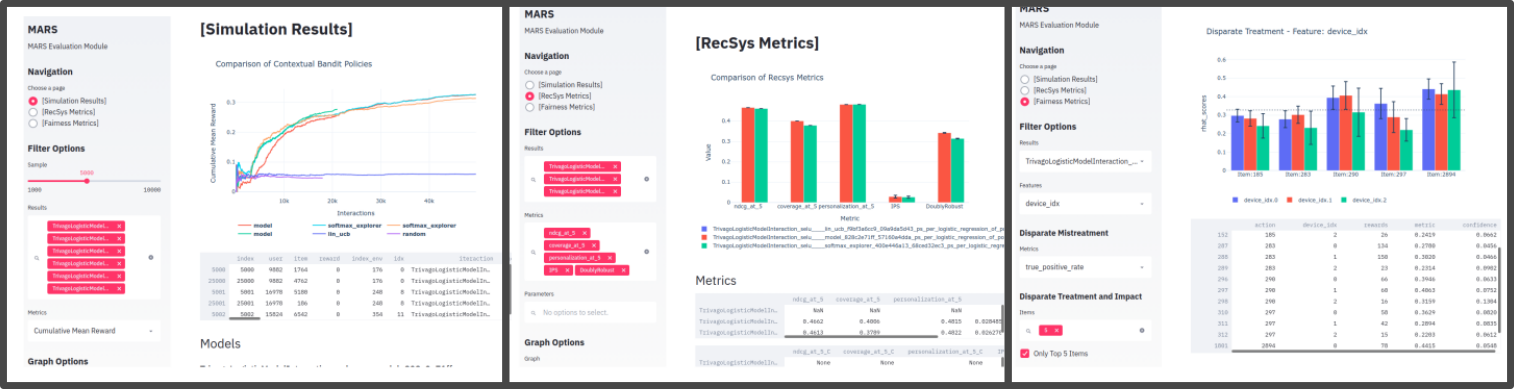 MARS
MARS Evaluation Module
Navigation
Choose a page
[Simulation Results]
[RecSys Metrics]
[Fairness Metrics]
Filter Options
Sample
5000
1000 10000
Results
TrivagoLogisticModel... ×
TrivagoLogisticModel... ×
TrivagoLogisticModel... ×
TrivagoLogisticModel... ×
TrivagoLogisticModel... ×
TrivagoLogisticModel... ×
Metrics
Cumulative Mean Reward
Graph Options
[Simulation Results]
Comparison of Contextual Bandit Policies
Cumulative Mean Reward
0.3
0.2
0.1
0
10k 20k 30k 40k
Interactions
model softmax_explorer softmax_explorer
model lin_ucb random
index user item reward index_env idx iteraction
5000 5000 9882 1764 0 176 0 TrivagoLogisticModelIn…
25000 25000 9882 4762 0 176 0 TrivagoLogisticModelIn…
5001 5001 16978 5180 0 248 0 TrivagoLogisticModelIn…
25001 25001 16978 186 0 248 0 TrivagoLogisticModelIn…
5002 5002 15824 6542 0 354 11 TrivagoLogisticModelIn…
Models
MARS
MARS Evaluation Module
Navigation
Choose a page
[Simulation Results]
[RecSys Metrics]
[Fairness Metrics]
Filter Options
Results
TrivagoLogisticModel... ×
TrivagoLogisticModel... ×
TrivagoLogisticModel... ×
Metrics
ndcg_at_5 ×
coverage_at_5 ×
personalization_at_5 ×
IPS × DoublyRobust ×
Parameters
No options to select.
Graph Options
Graph
[RecSys Metrics]
Comparison of Recsys Metrics
Value
0.4
0.3
0.2
0.1
0
ndcg_at_5 coverage_at_5 personalization_at_5 IPS DoublyRobust
Metric
Metrics
ndcg_at_5 coverage_at_5 personalization_at_5
TrivagoLogisticModelIn… NaN NaN NaN
TrivagoLogisticModelIn… 0.4662 0.4006 0.4815
TrivagoLogisticModelIn… 0.4613 0.3789 0.4822
ndcg_at_5_C coverage_at_5_C personalization_at_5_C
TrivagoLogisticModelIn… None None None
MARS
MARS Evaluation Module
Navigation
Choose a page
[Simulation Results]
[RecSys Metrics]
[Fairness Metrics]
Filter Options
Results
TrivagoLogisticModelInteraction_...
Features
device_idx
Disparate Mistreatment
Metrics
true_positive_rate
Disparate Treatment and Impact
Items
5 ×
Only Top 5 Items
Disparate Treatment - Feature: device_idx
rhat_scores
0.6
0.5
0.4
0.3
0.2
0.1
0
Item:185 Item:283 Item:290 Item:297 Item:2894
device_idx.0 device_idx.1 device_idx.2
action device_idx rewards metric confidence
152 185 2 26 0.2419 0.0662
287 283 0 134 0.2780 0.0456
288 283 1 158 0.3020 0.0466
289 283 2 23 0.2314 0.0902
296 290 0 66 0.3946 0.0633
297 290 1 60 0.4063 0.0752
298 290 2 16 0.3159 0.1304
310 297 0 58 0.3629 0.0820
311 297 1 42 0.2894 0.0835
312 297 2 15 0.2203 0.0612
1081 2894 0 78 0.4415 0.0548